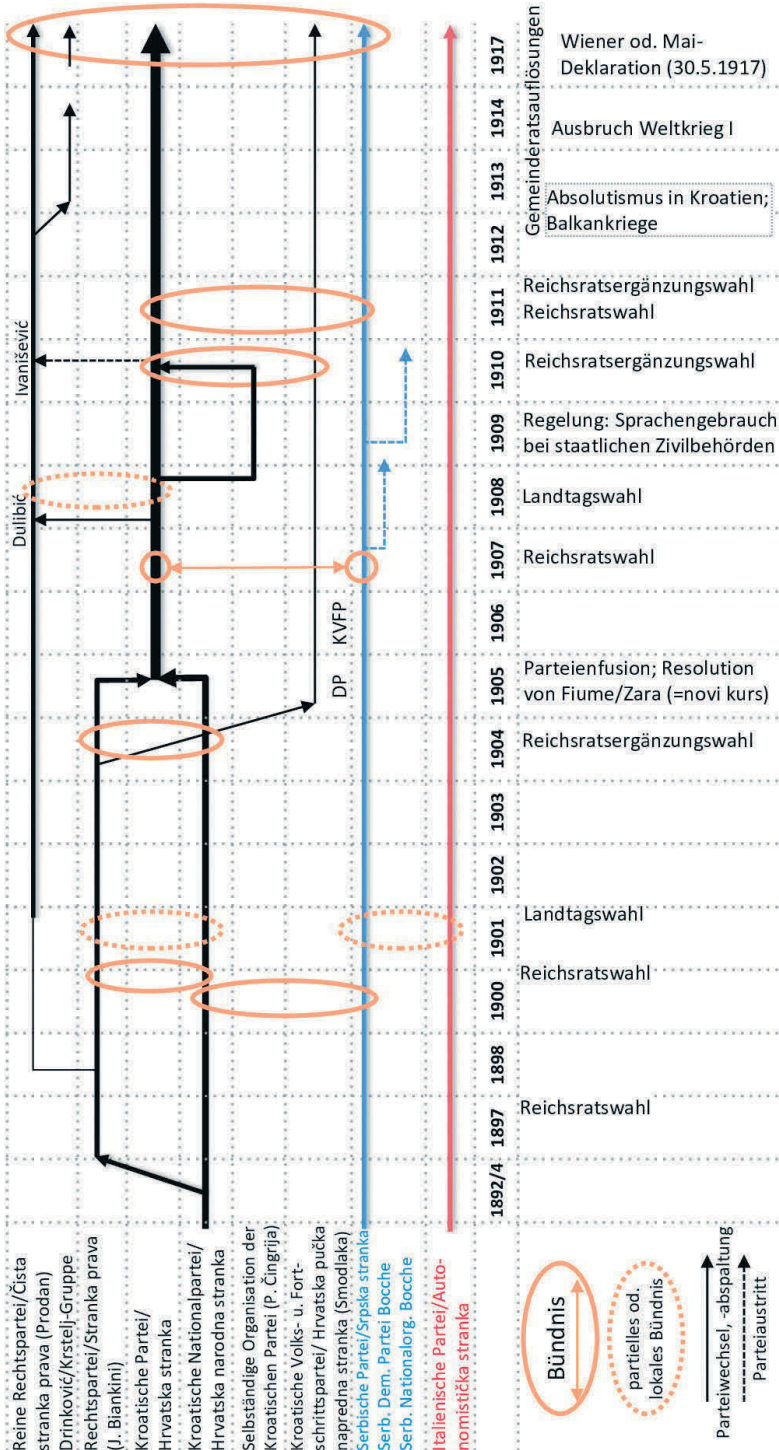 Reine Rechtspartei/Čista
stranka prava (Prodan)
Drinković/Krstelj-Gruppe
Rechtspartei/Stranka prava
(J. Biankini)
Kroatische Partei/
Hrvatska stranka
Kroatische Nationalpartei/
Hrvatska narodna stranka
Selbständige Organisation der
Kroatischen Partei (P. Čingrija)
Kroatische Volks- u. Fort-
schrittspartei/ Hrvatska pučka
napredna stranka (Smodlaka)
Serbische Partei/Srpska stranka
Serb. Dem. Partei Bocche
Serb. Nationalorg. Bocche
Italienische Partei/Auto-
nomistička stranka
Dulibić
Ivanišević
DP
KVFP
1892/4
1897
1898
1900
1901
1902
1903
1904
1905
1906
1907
1908
1909
1910
1911
1912
1913
1914
1917
Reichsratswahl
Reichsratswahl
Landtagswahl
Reichsratsergänzungswahl
Parteienfusion; Resolution
von Fiume/Zara (=novi kurs)
Reichsratswahl
Landtagswahl
Regelung: Sprachengebrauch
bei staatlichen Zivilbehörden
Reichsratsergänzungswahl
Reichsratsergänzungswahl
Reichsratswahl
Gemeinderatsauflösungen
Absolutismus in Kroatien;
Balkankriege
Ausbruch Weltkrieg I
Wiener od. Mai-
Deklaration (30.5.1917)
Bündnis
partielles od.
lokales Bündnis
Parteiwechsel, -abspaltung
Parteiaustritt